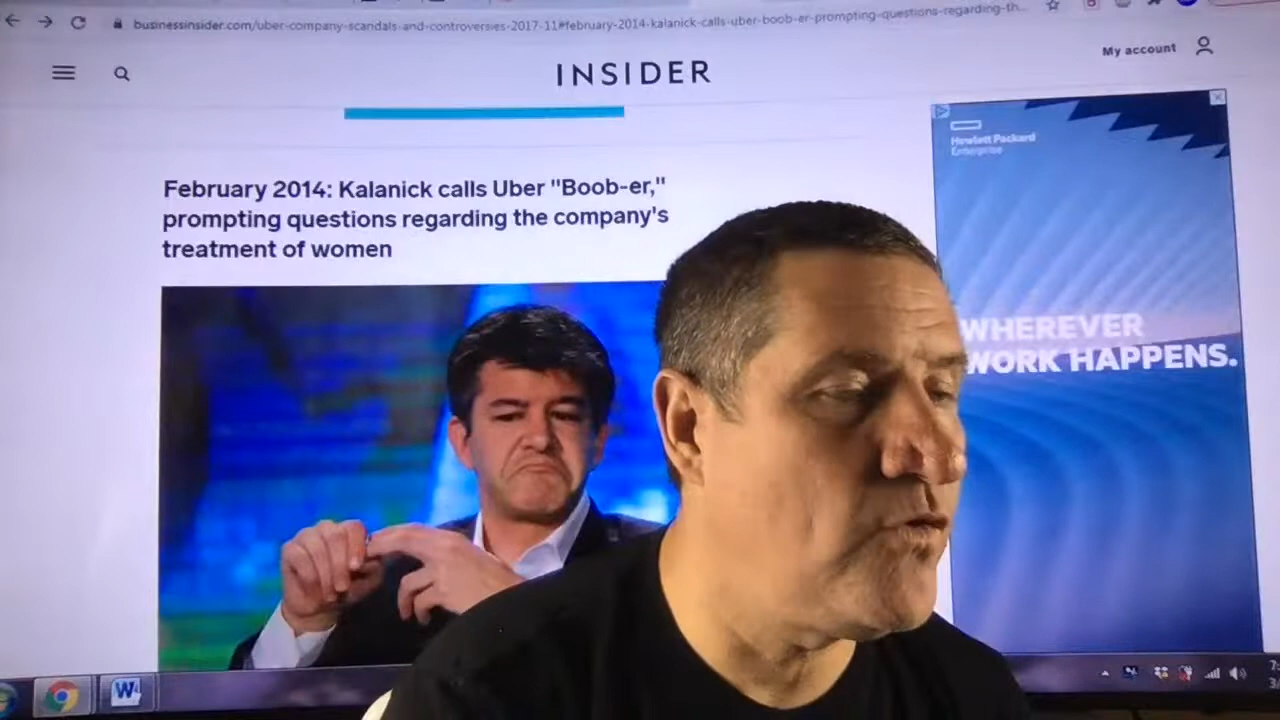 businessinsider.com/uber-company-scandals-and-controversies-2017-11#february-2014-kalanick-calls-uber-boob-er-prompting-questions-regarding-th...
My account
INSIDER
Hewlett Packard
Enterprise
February 2014: Kalanick calls Uber "Boob-er,"
prompting questions regarding the company's
treatment of women
WHEREVER
WORK HAPPENS.
W